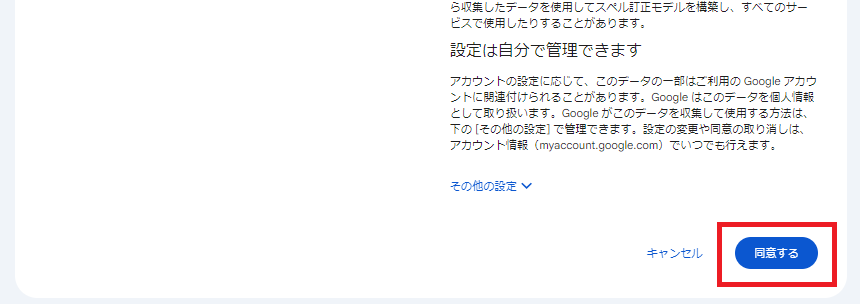 ら収集したデータを使用してスペル訂正モデルを構築し、すべてのサー
ビスで使用したりすることがあります。
設定は自分で管理できます
アカウントの設定に応じて、このデータの一部はご利用の Google アカウ
ントに関連付けられることがあります。Google はこのデータを個人情報
として取り扱います。Google がこのデータを収集して使用する方法は、
下の [その他の設定] で管理できます。設定の変更や同意の取り消しは、
アカウント情報（myaccount.google.com）でいつでも行えます。
その他の設定
キャンセル
同意する